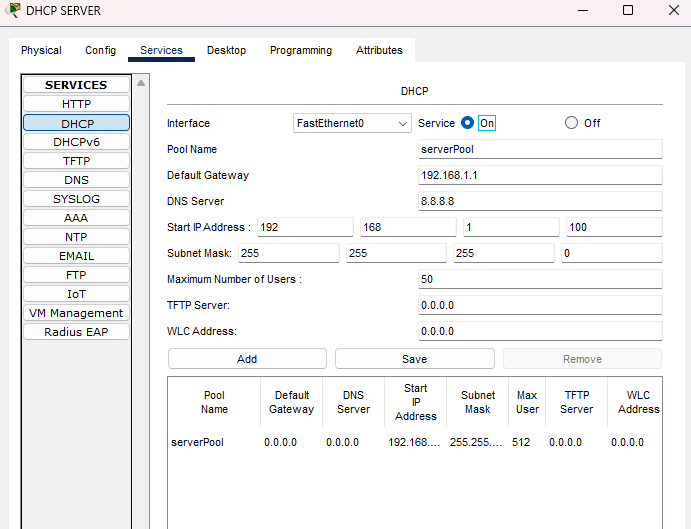 DHCP SERVER
Physical Config Services Desktop Programming Attributes
SERVICES
HTTP
DHCP
DHCPv6
TFTP
DNS
SYSLOG
AAA
NTP
EMAIL
FTP
IoT
VM Management
Radius EAP
DHCP
Interface FastEthernet0 Service On Off
Pool Name serverPool
Default Gateway 192.168.1.1
DNS Server 8.8.8.8
Start IP Address : 192 168 1 100
Subnet Mask: 255 255 255 0
Maximum Number of Users : 50
TFTP Server: 0.0.0.0
WLC Address: 0.0.0.0
Add Save Remove
Pool Name Default Gateway DNS Server Start IP Address Subnet Mask Max User TFTP Server WLC Address
serverPool 0.0.0.0 0.0.0.0 192.168.... 255.255.... 512 0.0.0.0 0.0.0.0